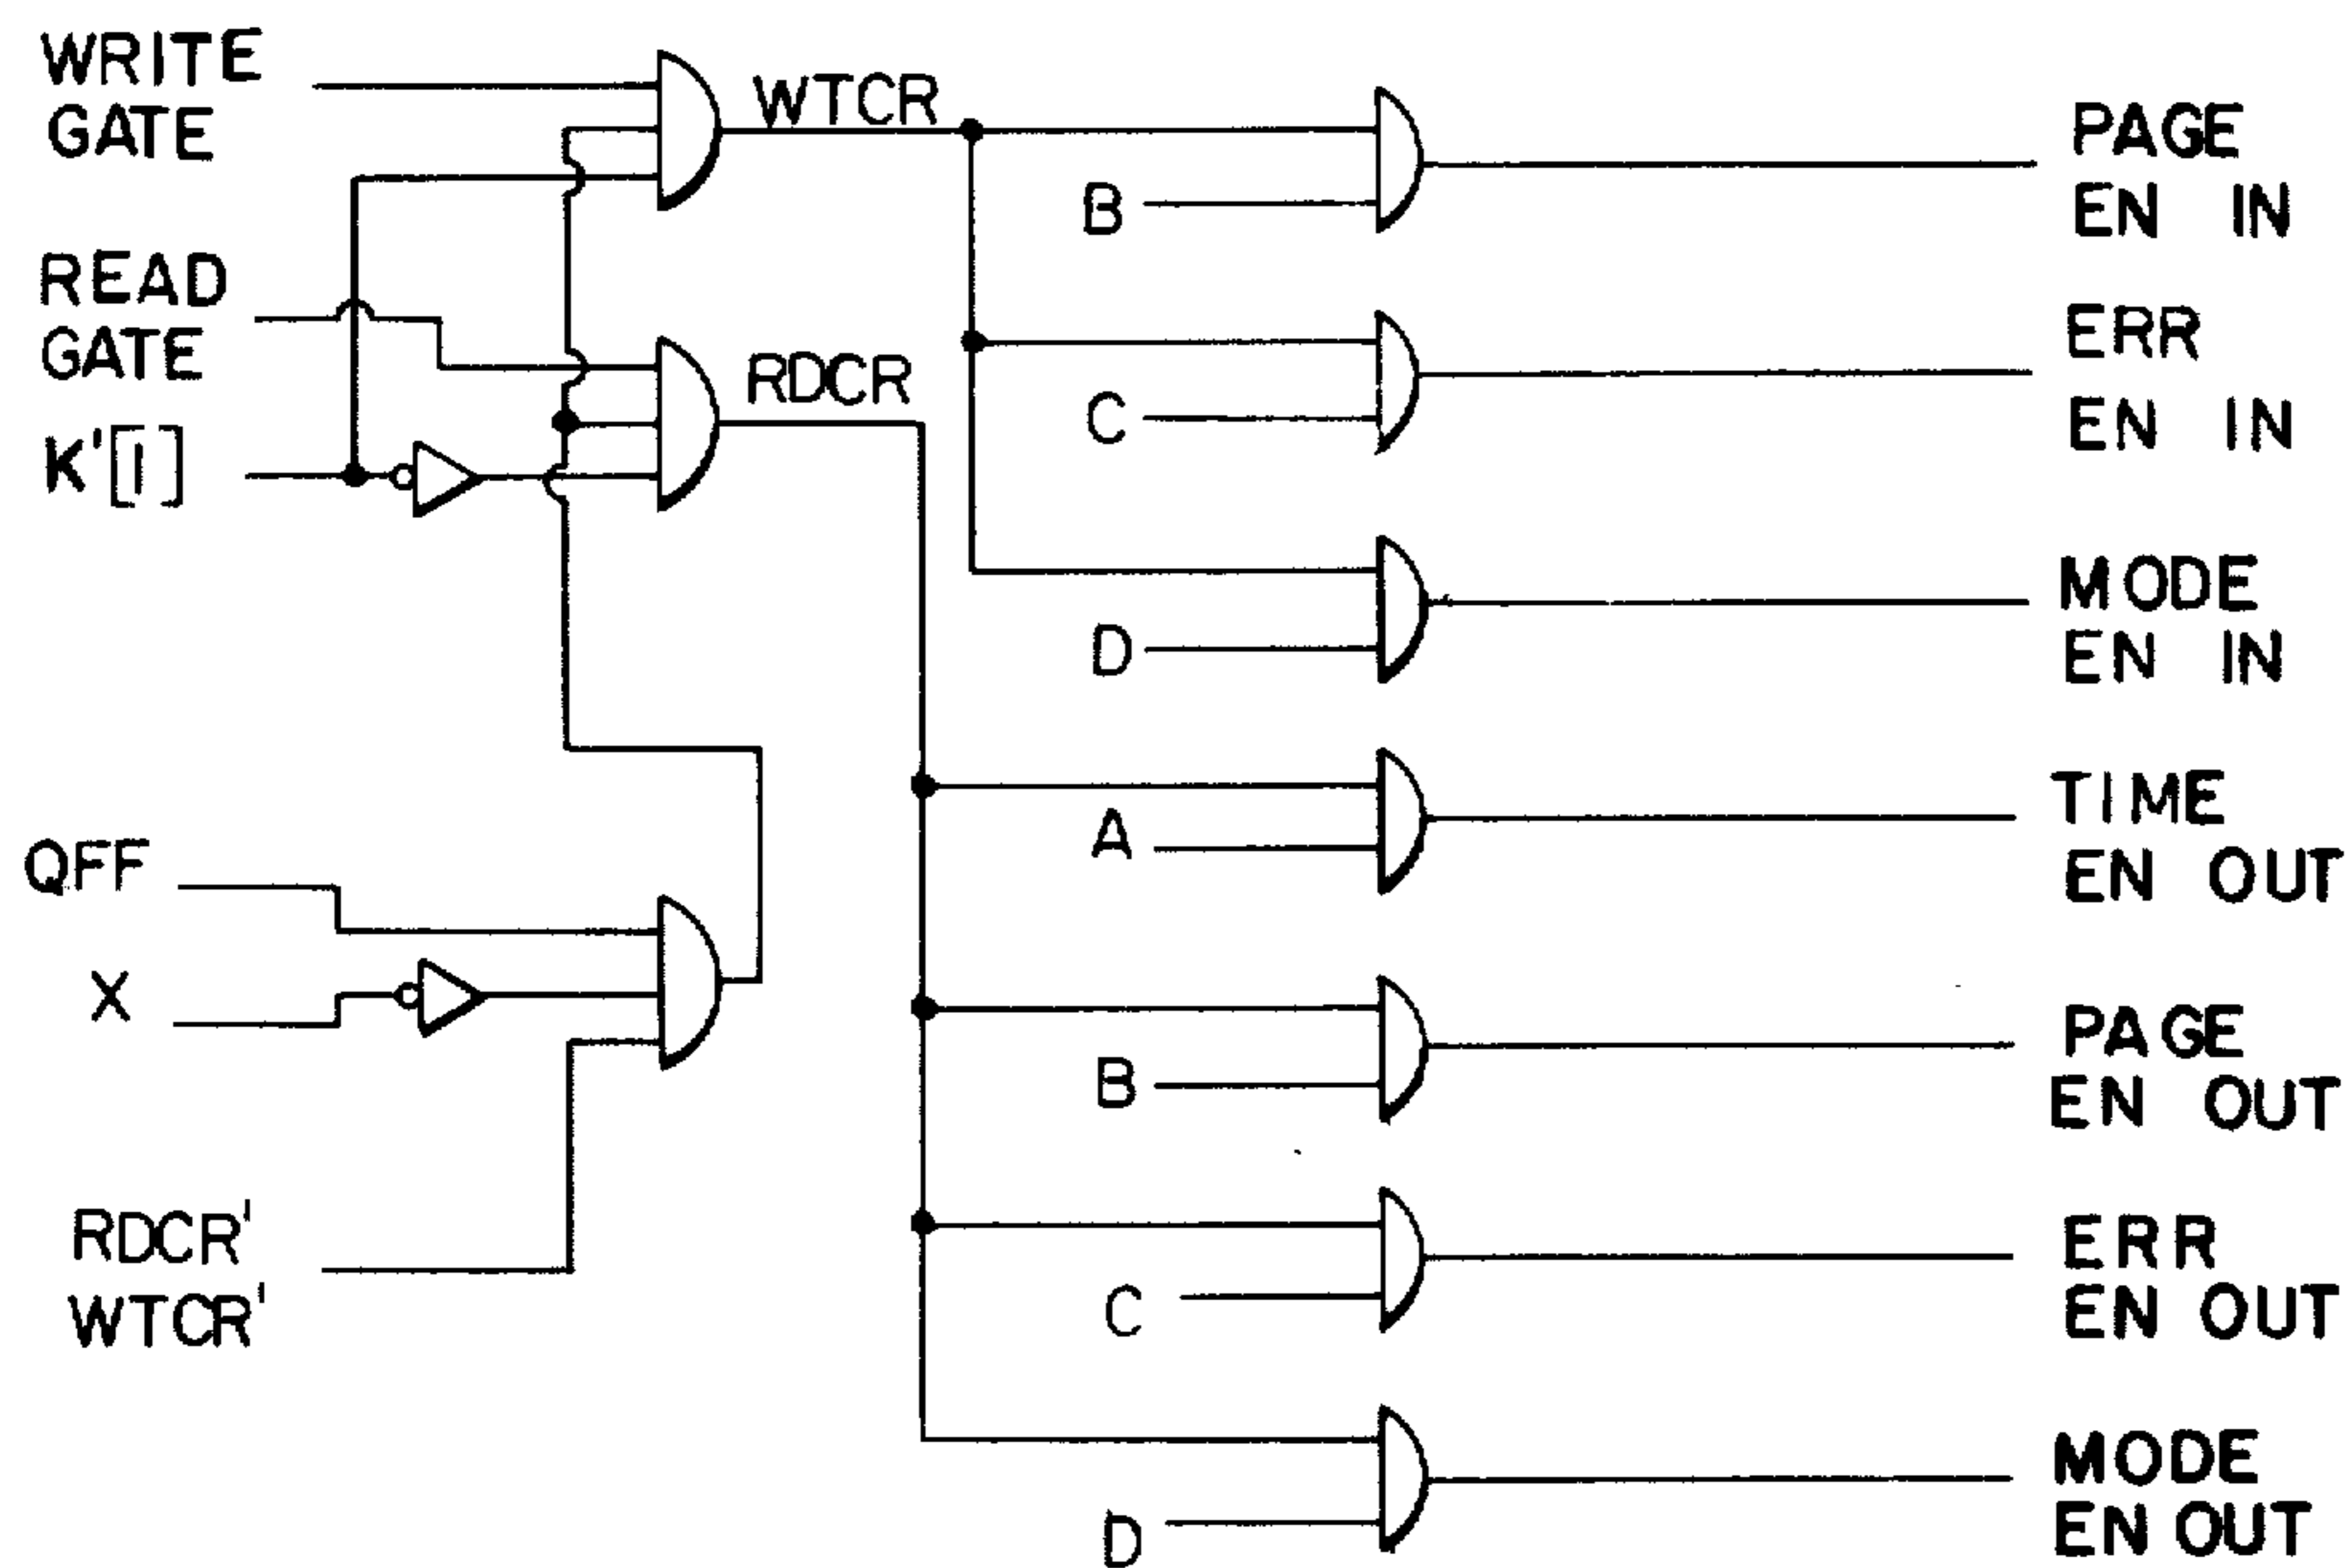 WRITE
GATE
READ
GATE
K'[1]
QFF
X
RDCR'
WTCR'
WTCR
RDCR
B
C
D
A
B
C
D
PAGE
EN IN
ERR
EN IN
MODE
EN IN
TIME
EN OUT
PAGE
EN OUT
ERR
EN OUT
MODE
EN OUT